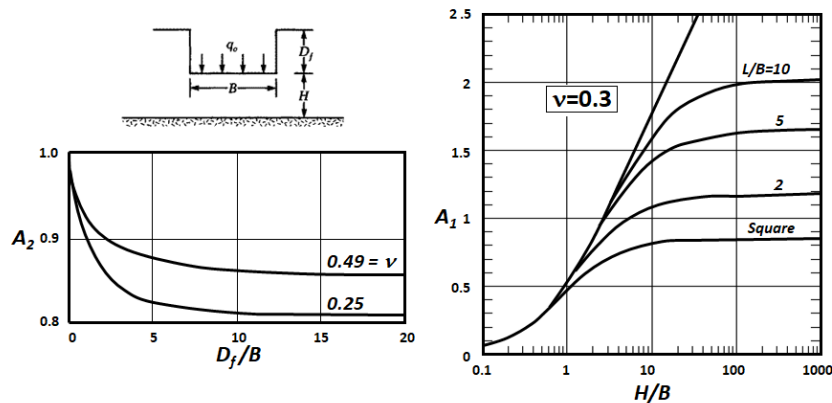 qₒ
D_f
B
H
1.0
0.9
0.8
A₂
0.49 = ν
0.25
0
5
10
15
20
D_f/B
2.5
2
1.5
A₁ 1
0.5
0
ν=0.3
L/B=10
5
2
Square
0.1
1
10
100
1000
H/B